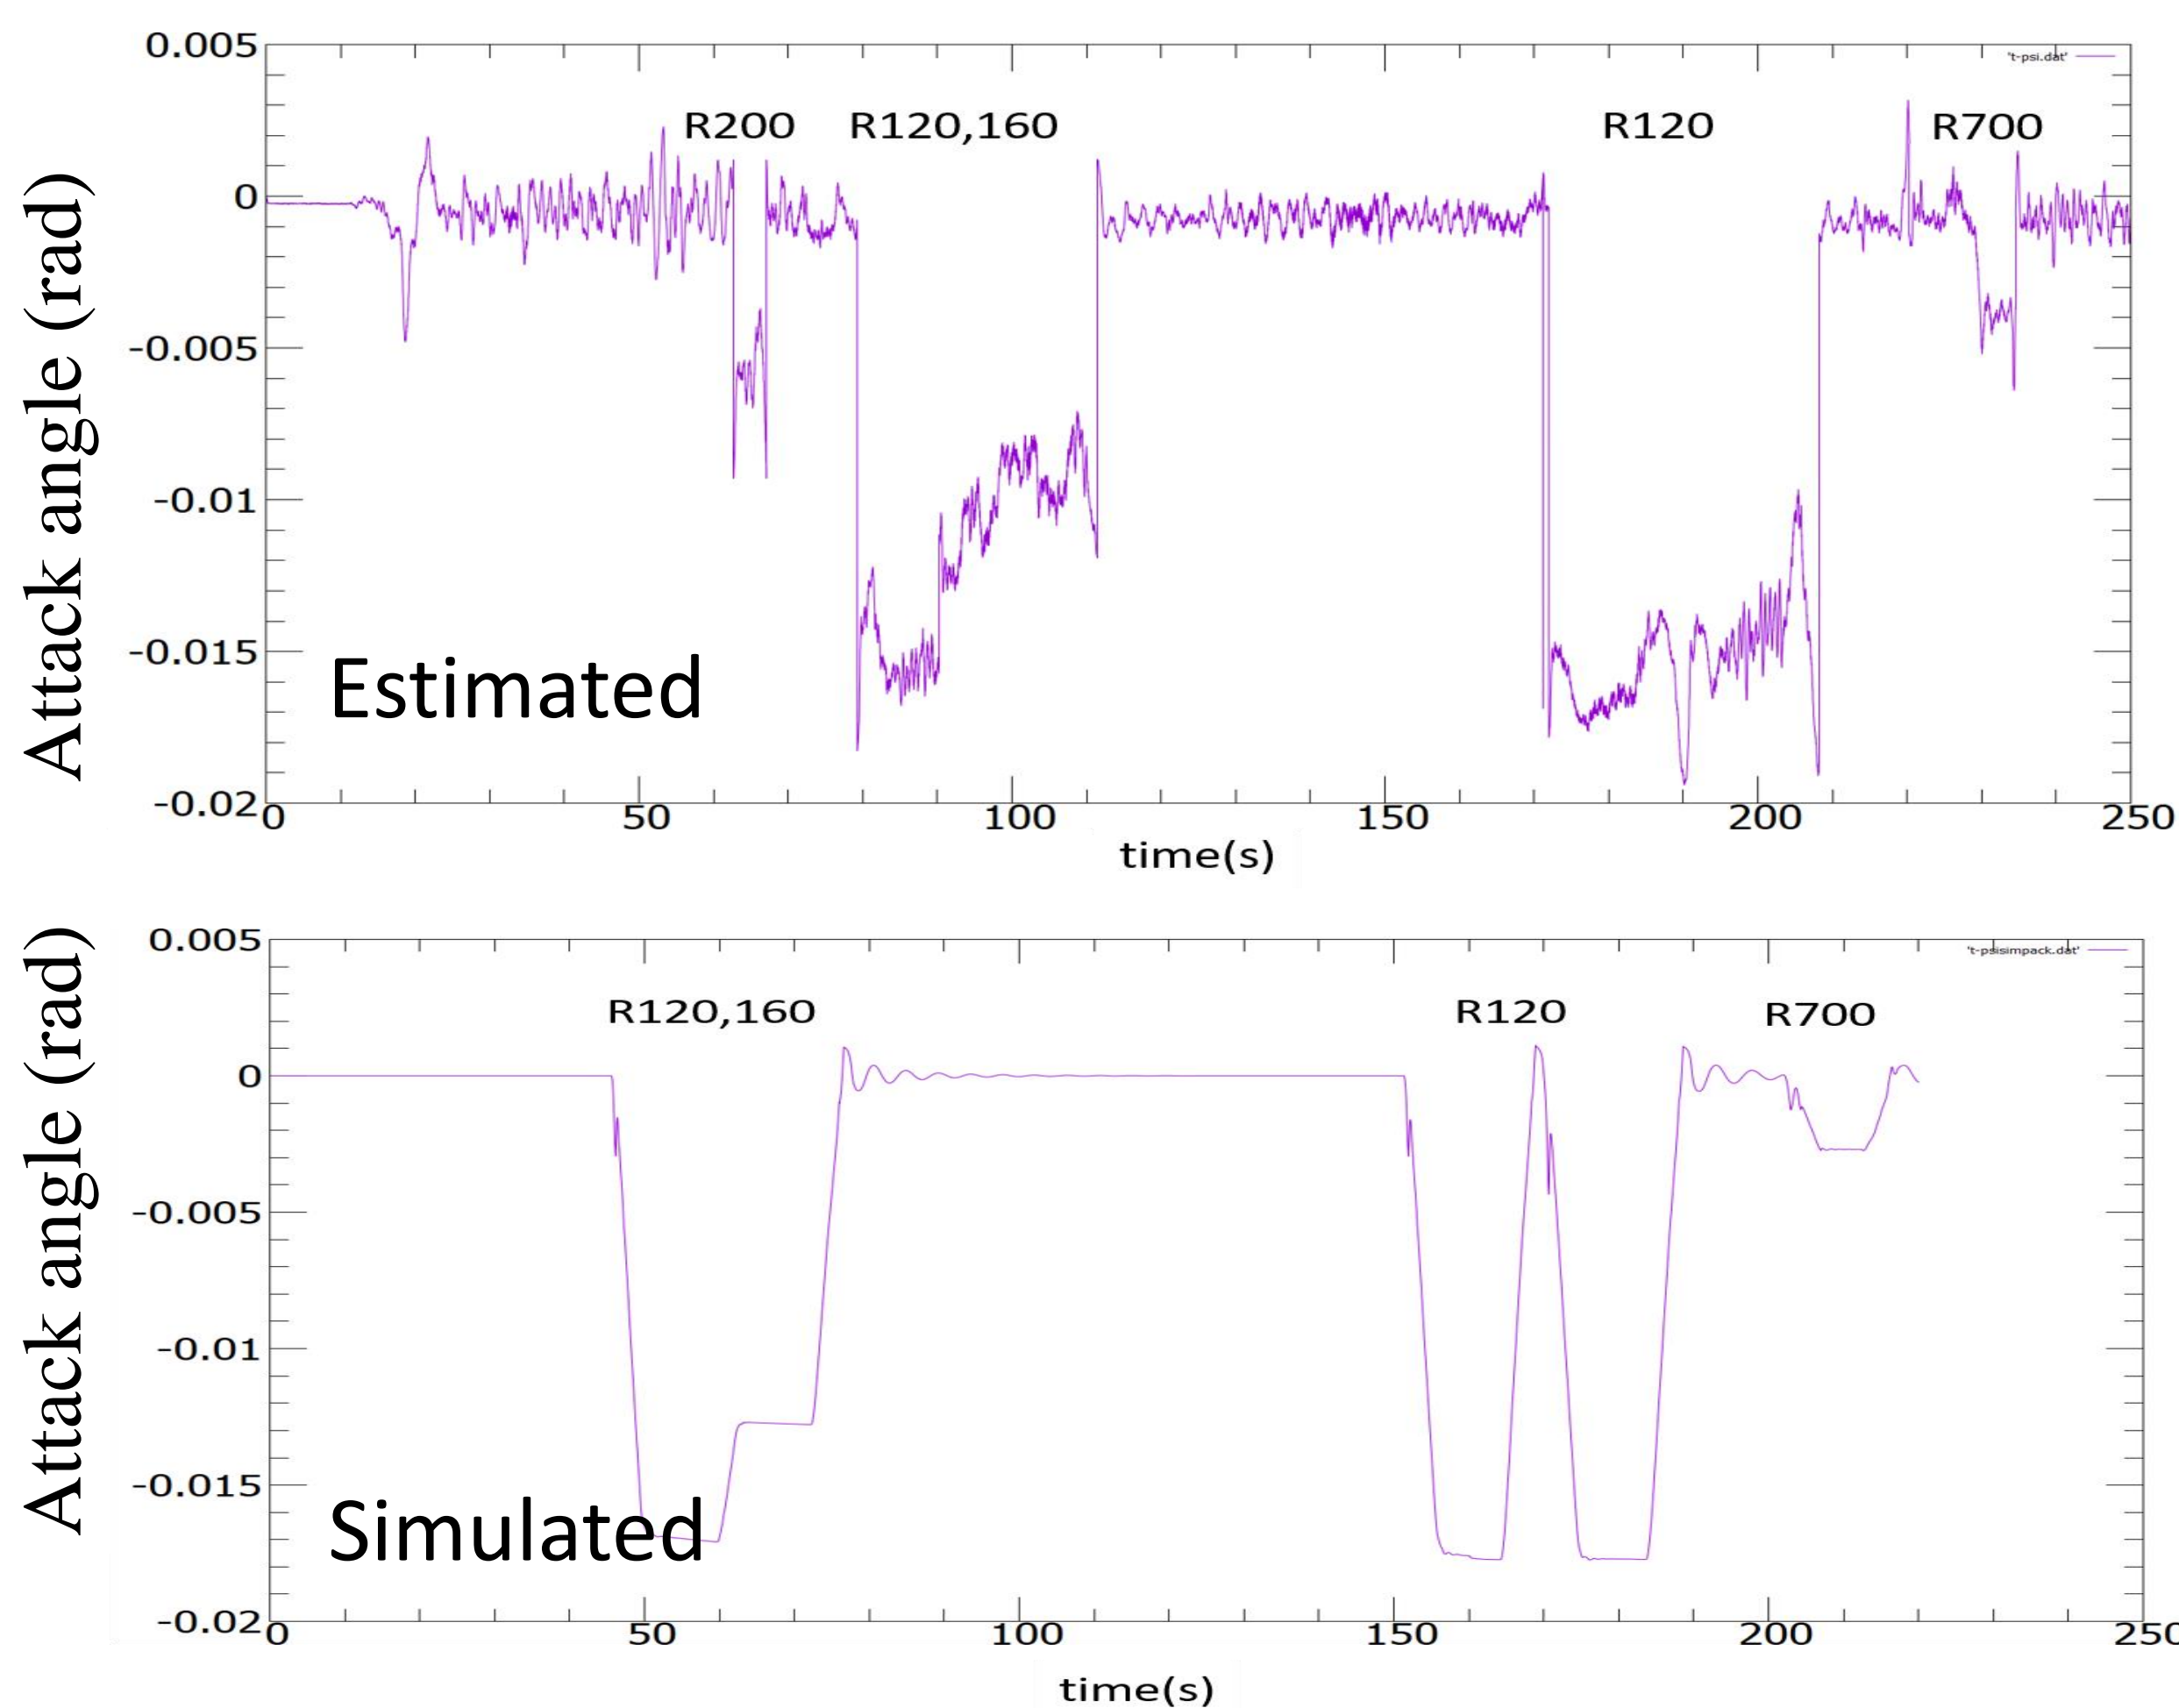 0.005
't-psi.dat'
R200 R120,160 R120 R700
0
-0.005
-0.01
-0.015
-0.02
Attack angle (rad)
Estimated
0 50 100 150 200 250
time(s)
0.005
't-psisimpack.dat'
R120,160 R120 R700
0
-0.005
-0.01
-0.015
-0.02
Attack angle (rad)
Simulated
0 50 100 150 200 250
time(s)